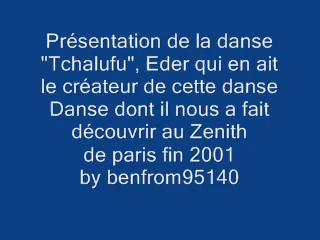 Présentation de la danse
"Tchalufu", Eder qui en ait
le créateur de cette danse
Danse dont il nous a fait
découvrir au Zenith
de paris fin 2001
by benfrom95140